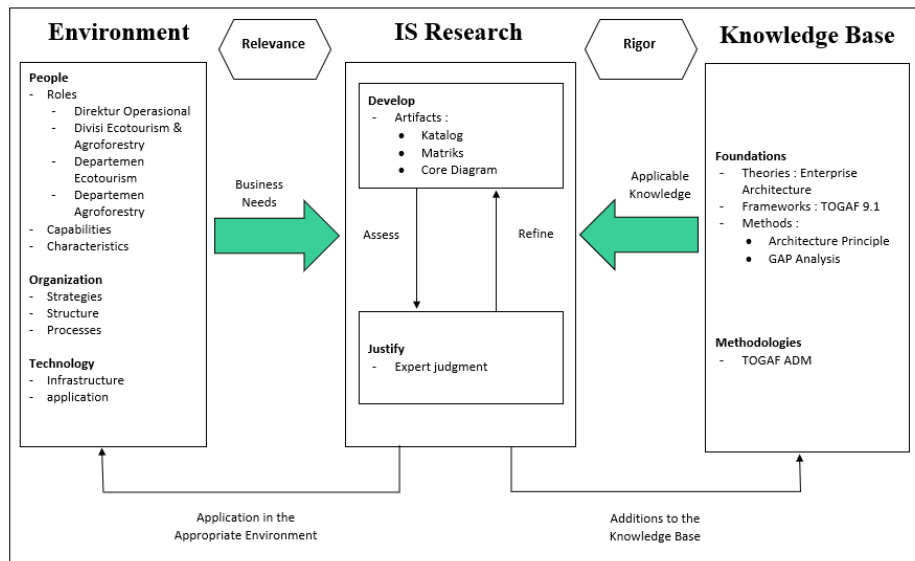 Environment
Relevance
IS Research
Rigor
Knowledge Base
People
- Roles
- Direktur Operasional
- Divisi Ecotourism &
Agroforestry
- Departemen
Ecotourism
- Departemen
Agroforestry
- Capabilities
- Characteristics
Organization
- Strategies
- Structure
- Processes
Technology
- Infrastructure
- application
Business
Needs
Develop
- Artifacts :
● Katalog
● Matriks
● Core Diagram
Assess
Refine
Justify
- Expert judgment
Applicable
Knowledge
Foundations
- Theories : Enterprise
Architecture
- Frameworks : TOGAF 9.1
- Methods :
● Architecture Principle
● GAP Analysis
Methodologies
- TOGAF ADM
Application in the
Appropriate Environment
Additions to the
Knowledge Base